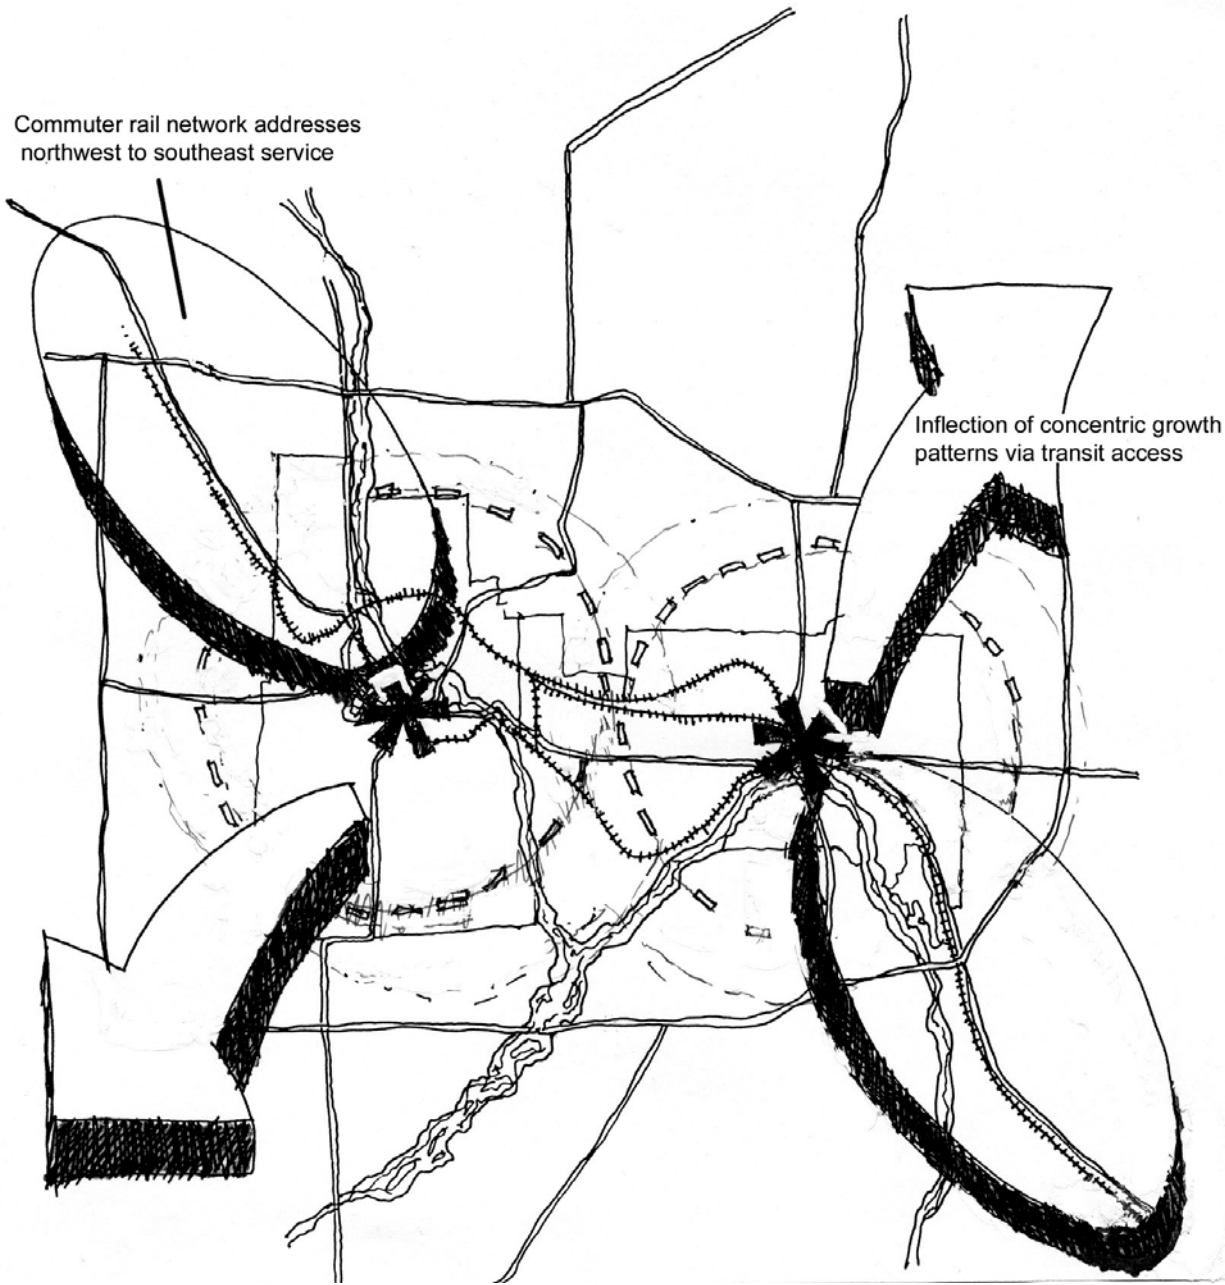 Commuter rail network addresses
northwest to southeast service
Inflection of concentric growth
patterns via transit access